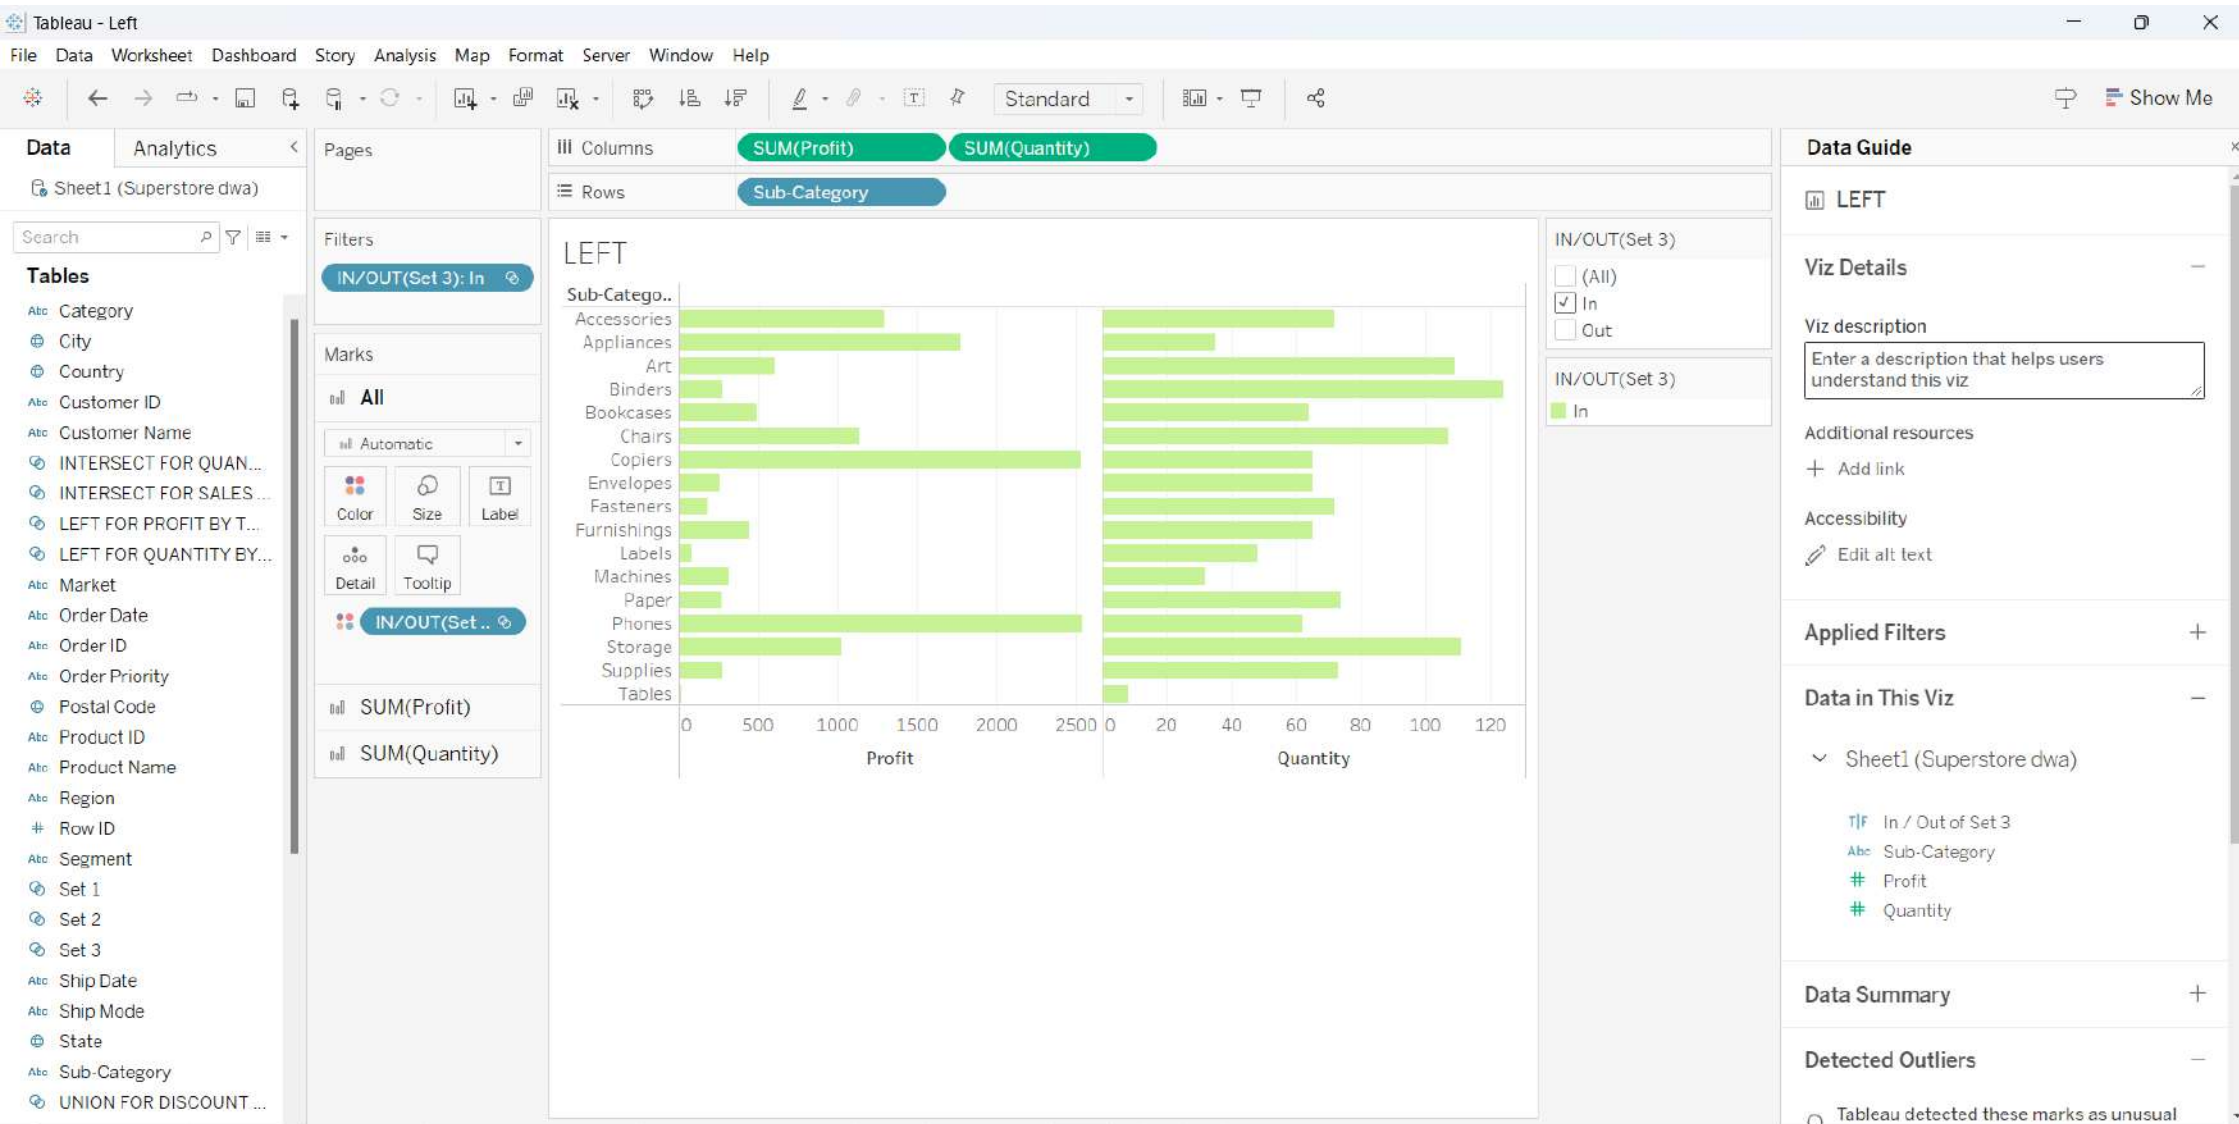 Tableau - Left
File Data Worksheet Dashboard Story Analysis Map Format Server Window Help
Standard
Show Me
Data
Analytics
Sheet1 (Superstore dwa)
Search
Tables
Category
City
Country
Customer ID
Customer Name
INTERSECT FOR QUAN...
INTERSECT FOR SALES ...
LEFT FOR PROFIT BY T...
LEFT FOR QUANTITY BY...
Market
Order Date
Order ID
Order Priority
Postal Code
Product ID
Product Name
Region
Row ID
Segment
Set 1
Set 2
Set 3
Ship Date
Ship Mode
State
Sub-Category
UNION FOR DISCOUNT ...
Pages
Filters
IN/OUT(Set 3): In
Marks
All
Automatic
Color Size Label
Detail Tooltip
IN/OUT(Set ..
SUM(Profit)
SUM(Quantity)
Columns SUM(Profit) SUM(Quantity)
Rows Sub-Category
LEFT
Sub-Catego..
Accessories
Appliances
Art
Binders
Bookcases
Chairs
Copiers
Envelopes
Fasteners
Furnishings
Labels
Machines
Paper
Phones
Storage
Supplies
Tables
0 500 1000 1500 2000 2500 0 20 40 60 80 100 120
Profit Quantity
IN/OUT(Set 3)
(All)
In
Out
IN/OUT(Set 3)
In
Data Guide
LEFT
Viz Details
Viz description
Enter a description that helps users
understand this viz
Additional resources
Add link
Accessibility
Edit alt text
Applied Filters
Data in This Viz
Sheet1 (Superstore dwa)
T|F In / Out of Set 3
Abc Sub-Category
# Profit
# Quantity
Data Summary
Detected Outliers
Tableau detected these marks as unusual